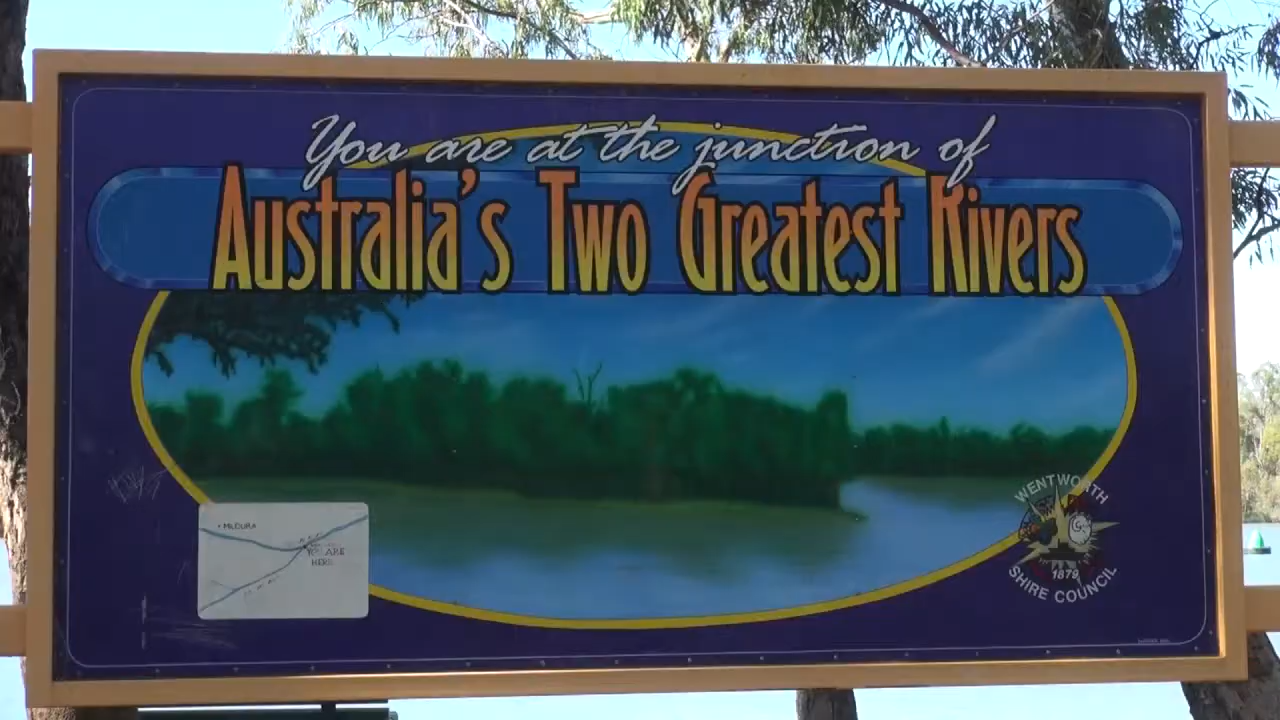 You are at the junction of
Australia's Two Greatest Rivers
MILDURA
YOU ARE
HERE
WENTWORTH
1879
SHIRE COUNCIL